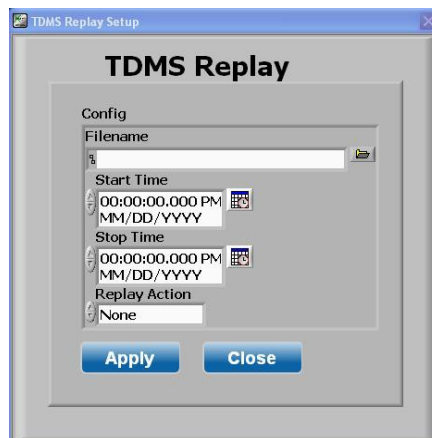 TDMS Replay Setup
TDMS Replay
Config
Filename
Start Time
00:00:00.000 PM
MM/DD/YYYY
Stop Time
00:00:00.000 PM
MM/DD/YYYY
Replay Action
None
Apply
Close